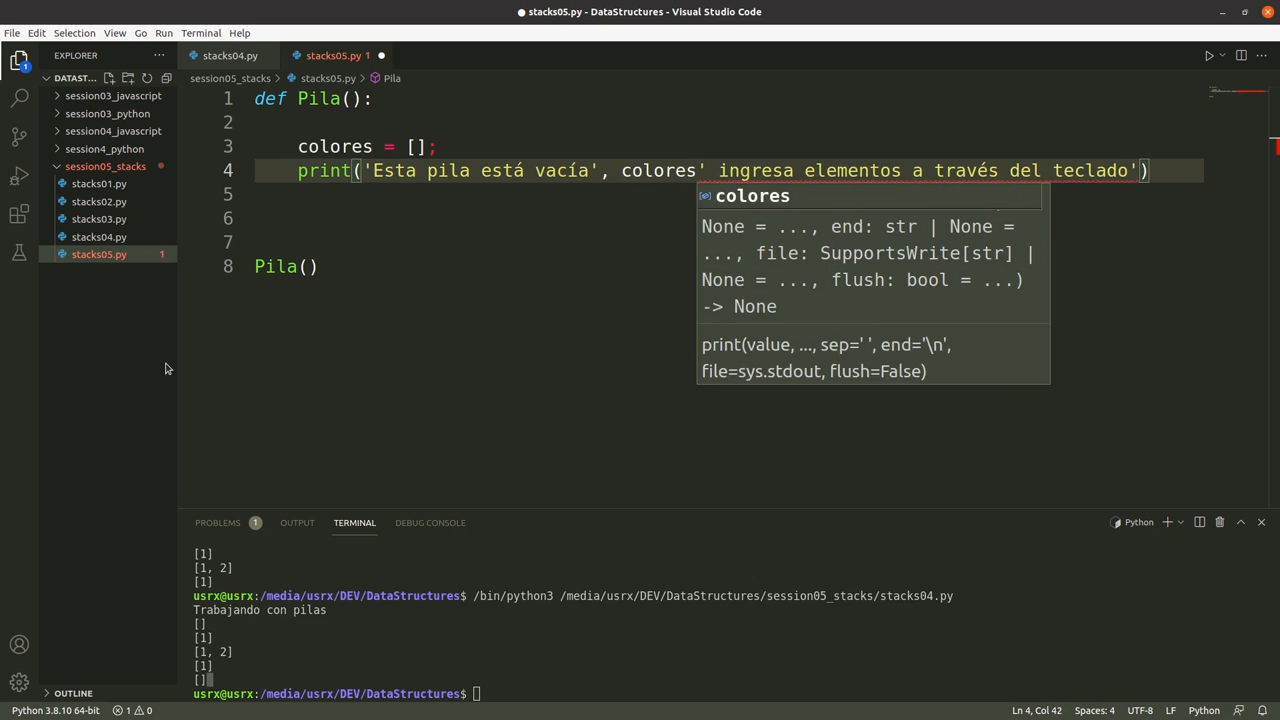 stacks05.py - DataStructures - Visual Studio Code
File Edit Selection View Go Run Terminal Help
1
EXPLORER
stacks04.py
stacks05.py 1
DATAST...
session05_stacks > stacks05.py > Pila
session03_javascript
session03_python
session04_javascript
session4_python
session05_stacks
stacks01.py
stacks02.py
stacks03.py
stacks04.py
stacks05.py 1
1 def Pila():
2
3 colores = [];
4 print('Esta pila está vacía', colores' ingresa elementos a través del teclado')
5
6
7
8 Pila()
colores
None = ..., end: str | None =
..., file: SupportsWrite[str] |
None = ..., flush: bool = ...)
-> None
print(value, ..., sep=' ', end='\n',
file=sys.stdout, flush=False)
PROBLEMS 1 OUTPUT TERMINAL DEBUG CONSOLE
Python
[1]
[1, 2]
[1]
usrx@usrx:/media/usrx/DEV/DataStructures$ /bin/python3 /media/usrx/DEV/DataStructures/session05_stacks/stacks04.py
Trabajando con pilas
[]
[1]
[1, 2]
[1]
[]
usrx@usrx:/media/usrx/DEV/DataStructures$
OUTLINE
Python 3.8.10 64-bit 1 0
Ln 4, Col 42 Spaces: 4 UTF-8 LF Python